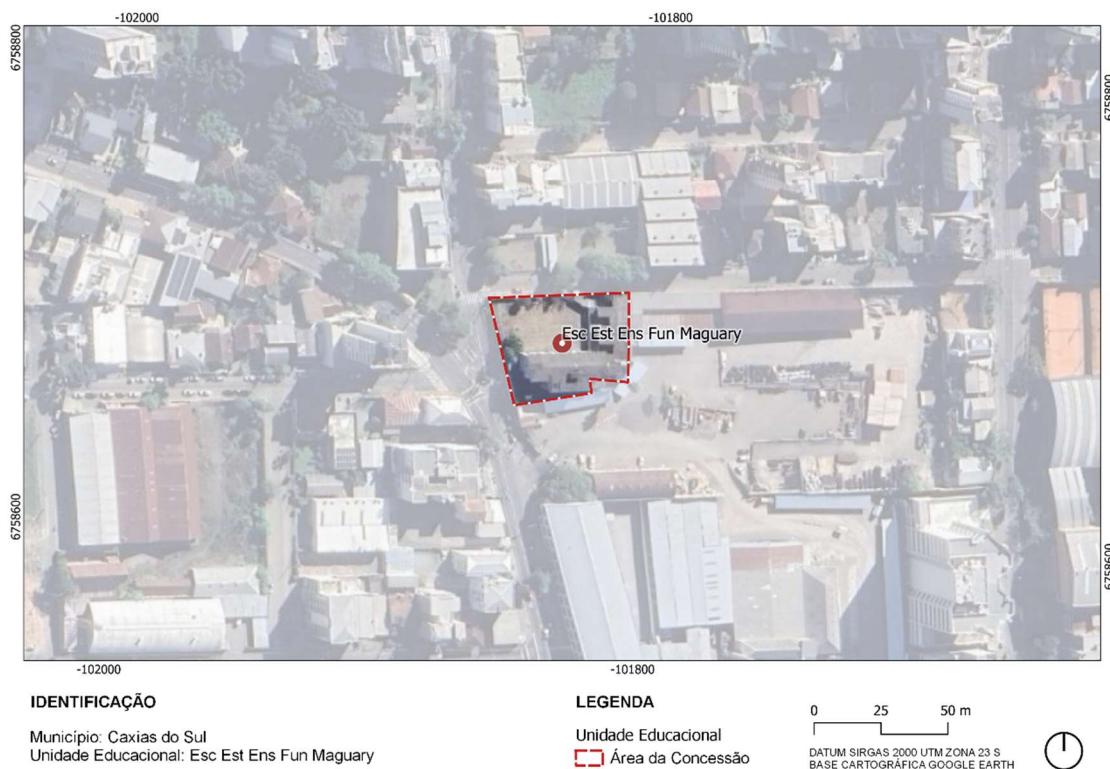 -102000
-101800
6758800
6758800
Esc Est Ens Fun Maguary
6758600
6758600
-102000
-101800
IDENTIFICAÇÃO
Município: Caxias do Sul
Unidade Educacional: Esc Est Ens Fun Maguary
LEGENDA
Unidade Educacional
Área da Concessão
0 25 50 m
DATUM SIRGAS 2000 UTM ZONA 23 S
BASE CARTOGRÁFICA GOOGLE EARTH